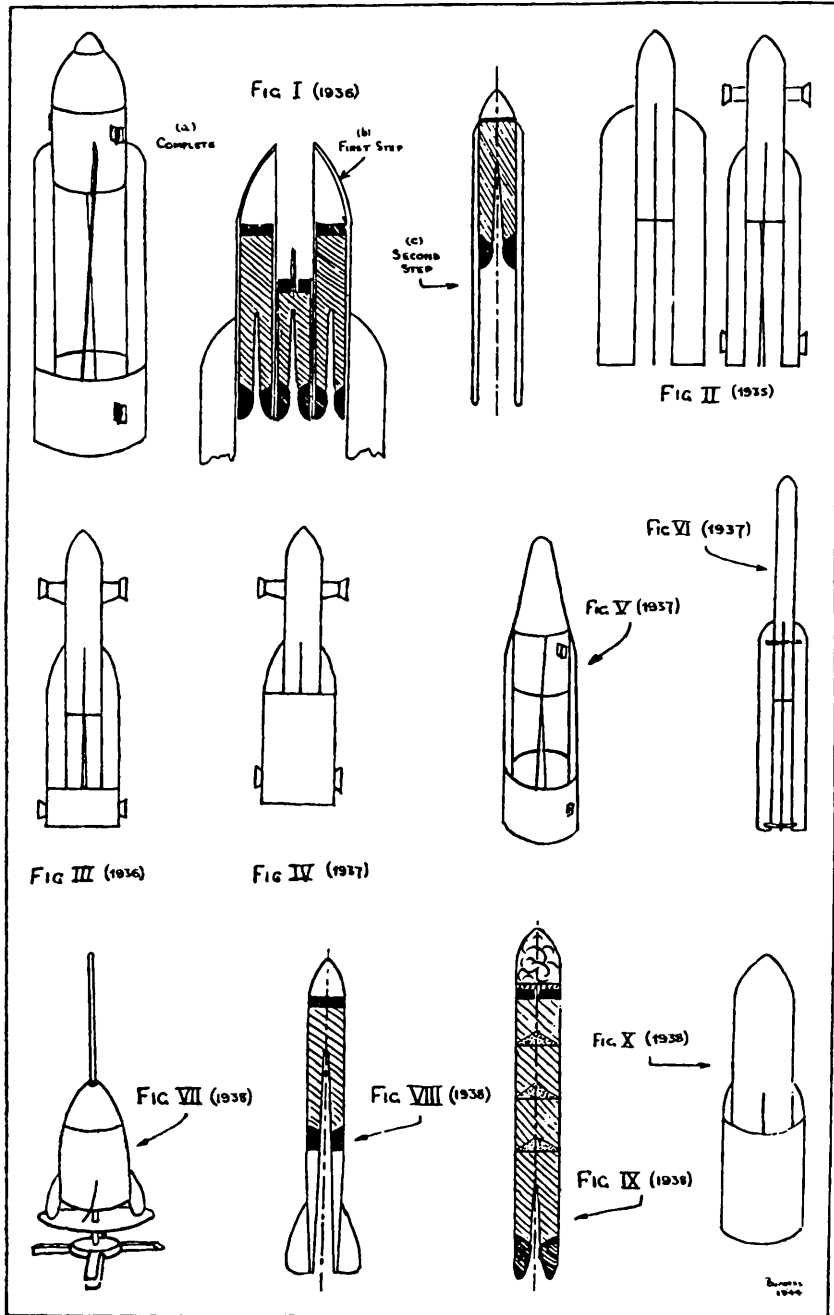 FIG I (1936)
(a)
COMPLETE
(b)
FIRST STEP
(c)
SECOND
STEP
FIG II (1935)
FIG III (1936)
FIG IV (1937)
FIG V (1937)
FIG VI (1937)
FIG VII (1938)
FIG VIII (1938)
FIG IX (1938)
FIG X (1938)
1944